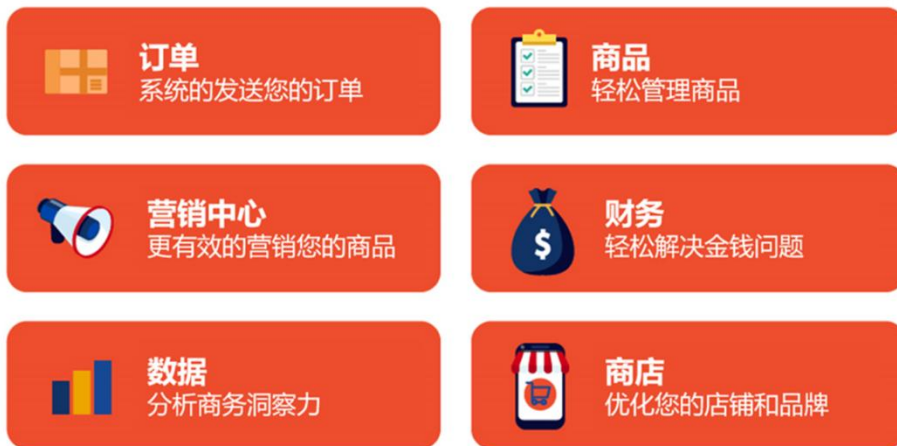 订单
系统的发送您的订单
商品
轻松管理商品
营销中心
更有效的营销您的商品
$
财务
轻松解决金钱问题
数据
分析商务洞察力
商店
优化您的店铺和品牌